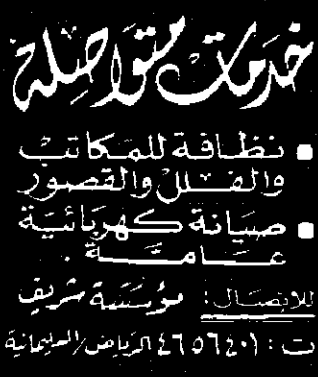 خدمات متواصلة
▪ نظافة للمكاتب
والفلل والقصور
▪ صيانة كهربائية
عامة .
للاتصال: مؤسسة شريف
ت : ٤٦٥٦٤٠١ الرياض/السليمانية